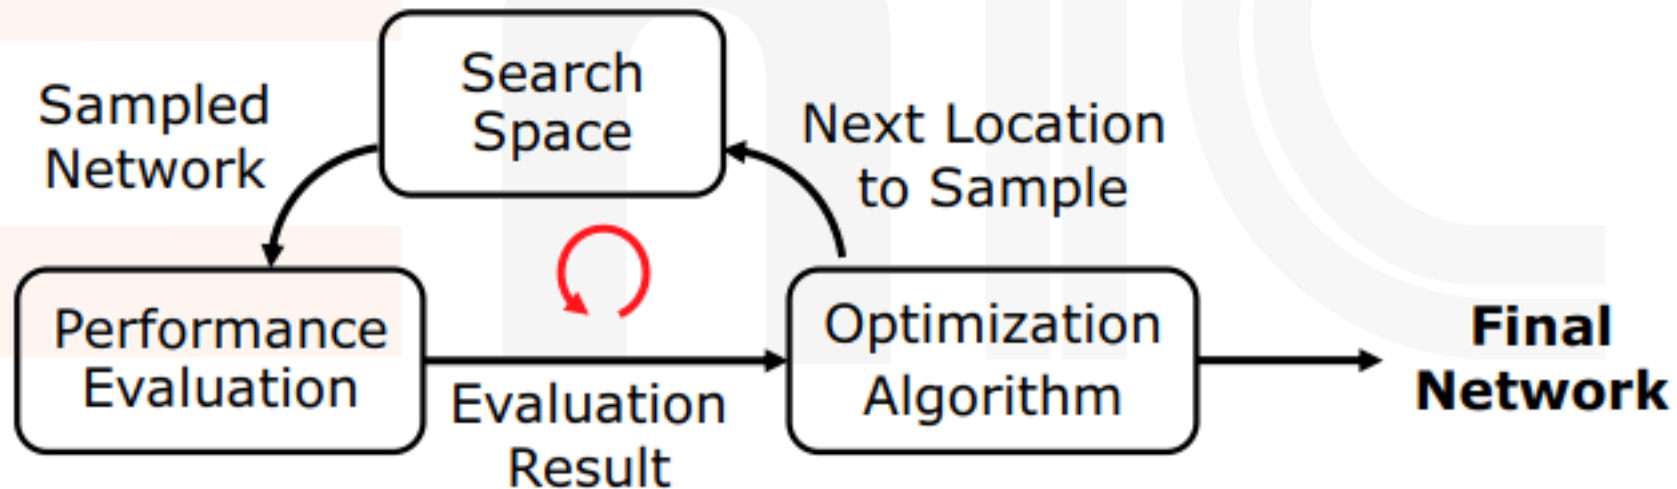 Search
Space
Sampled
Network
Next Location
to Sample
Performance
Evaluation
Evaluation
Result
Optimization
Algorithm
Final
Network